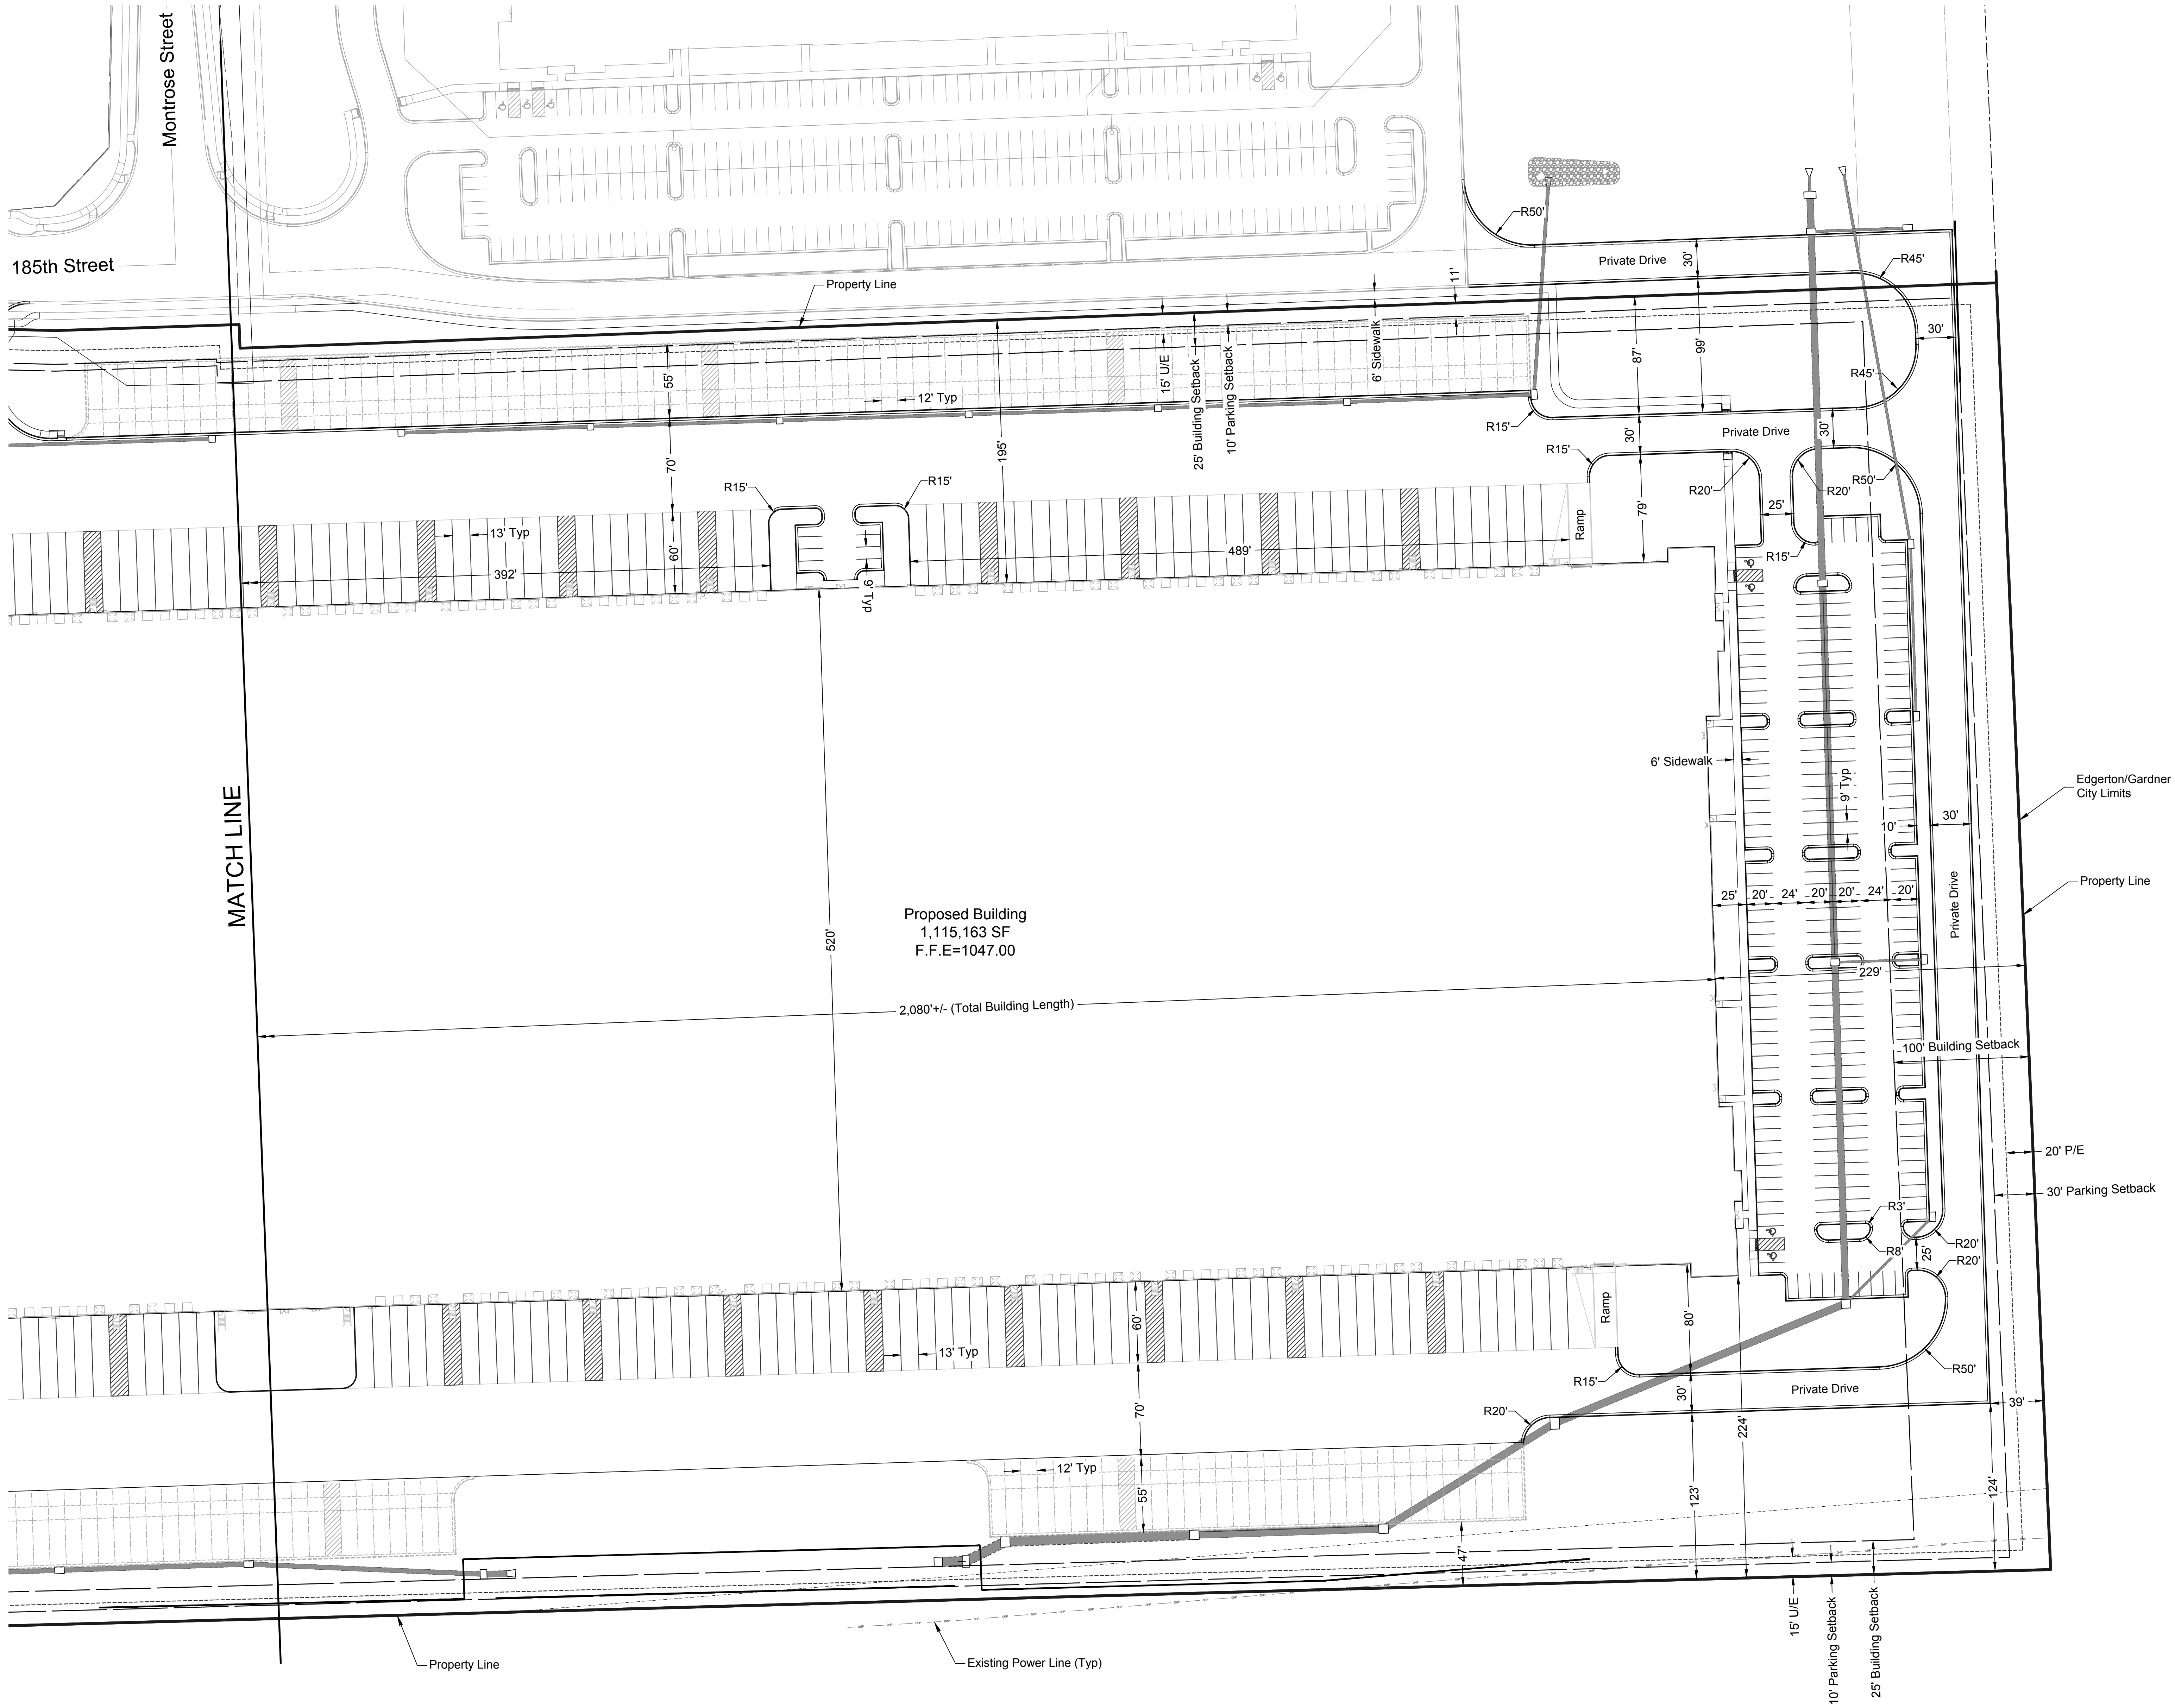 Montrose Street
185th Street
Property Line
R50'
Private Drive
30'
R45'
11'
6' Sidewalk
30'
87'
99'
R45'
55'
15' U/E
25' Building Setback
10' Parking Setback
12' Typ
195'
R15'
30'
Private Drive
30'
70'
R15'
R15'
R15'
R20'
R20'
R50'
79'
25'
13' Typ
60'
Ramp
R15'
489'
392'
9' Typ
6' Sidewalk
9' Typ
Edgerton/Gardner
City Limits
10'
30'
MATCH LINE
Property Line
25'
20'
24'
20'
20'
24'
20'
Private Drive
Proposed Building
1,115,163 SF
F.F.E=1047.00
520'
229'
2,080'+/- (Total Building Length)
100' Building Setback
20' P/E
30' Parking Setback
R3'
R8'
R20'
25'
R20'
Ramp
60'
80'
13' Typ
R50'
R15'
30'
Private Drive
39'
R20'
70'
224'
12' Typ
55'
123'
124'
47'
15' U/E
10' Parking Setback
25' Building Setback
Property Line
Existing Power Line (Typ)